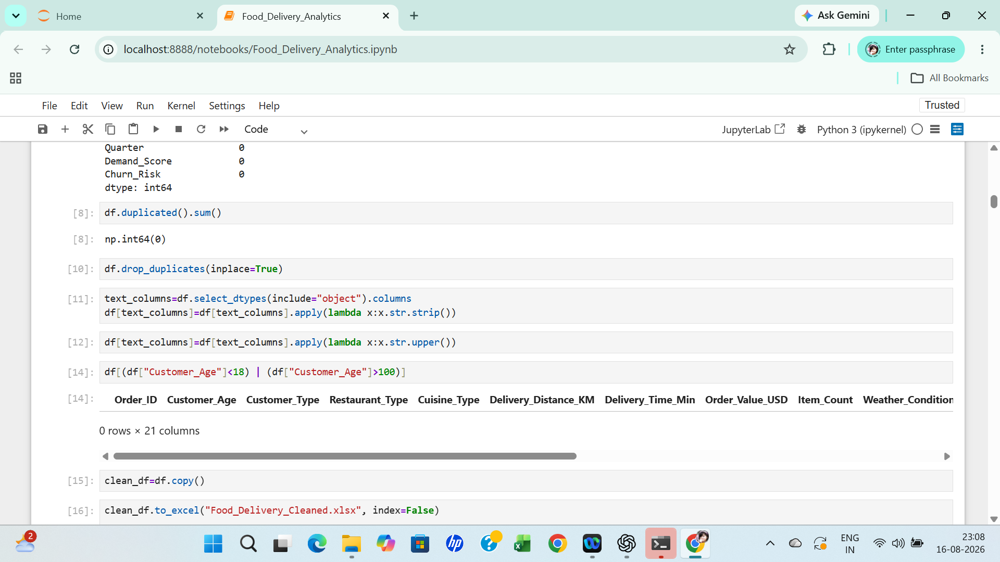 Home
Food_Delivery_Analytics
Ask Gemini
localhost:8888/notebooks/Food_Delivery_Analytics.ipynb
Enter passphrase
All Bookmarks
File Edit View Run Kernel Settings Help
Trusted
Code
JupyterLab
Python 3 (ipykernel)
Quarter 0
Demand_Score 0
Churn_Risk 0
dtype: int64
[8]: df.duplicated().sum()
[8]: np.int64(0)
[10]: df.drop_duplicates(inplace=True)
[11]: text_columns=df.select_dtypes(include="object").columns
df[text_columns]=df[text_columns].apply(lambda x:x.str.strip())
[12]: df[text_columns]=df[text_columns].apply(lambda x:x.str.upper())
[14]: df[(df["Customer_Age"]<18) | (df["Customer_Age"]>100)]
[14]: Order_ID Customer_Age Customer_Type Restaurant_Type Cuisine_Type Delivery_Distance_KM Delivery_Time_Min Order_Value_USD Item_Count Weather_Condition
0 rows × 21 columns
[15]: clean_df=df.copy()
[16]: clean_df.to_excel("Food_Delivery_Cleaned.xlsx", index=False)
2
hp
?
X
W
ENG
IN
23:08
16-08-2026